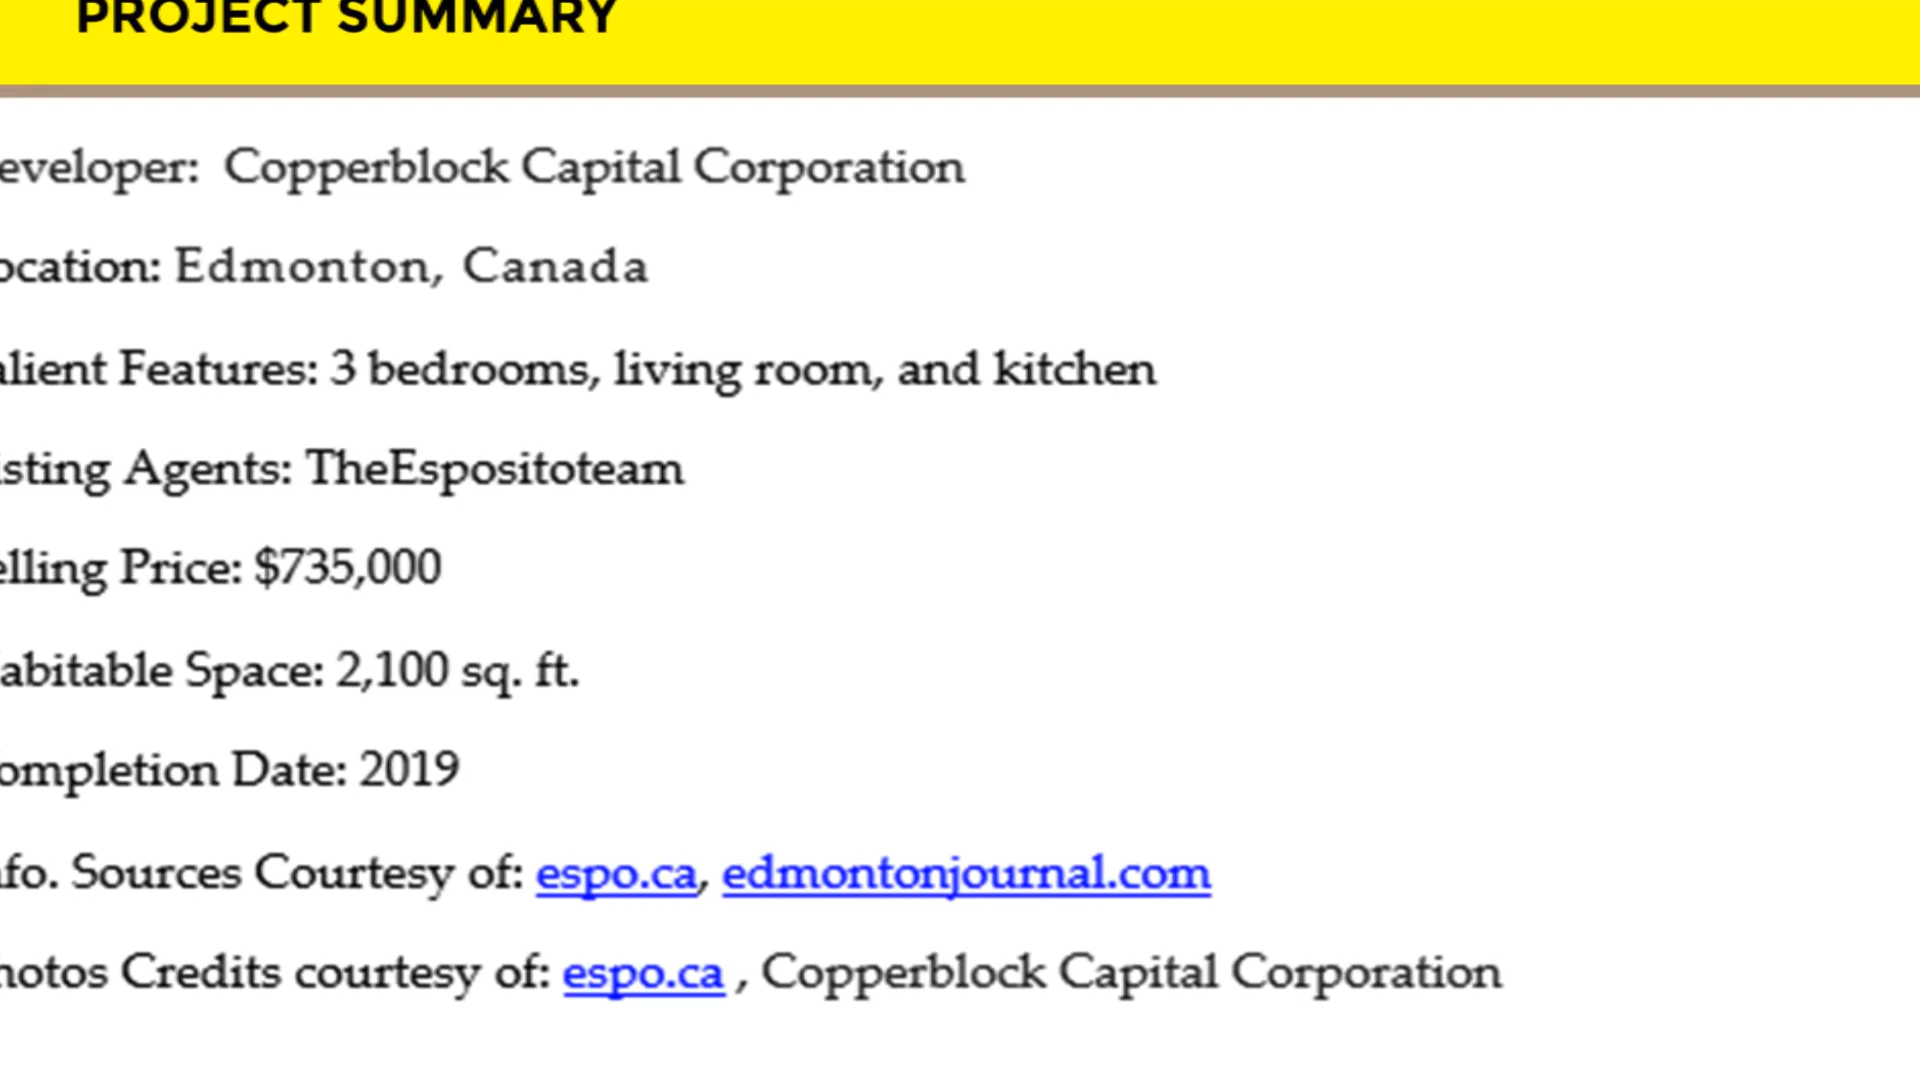 PROJECT SUMMARY
eveloper: Copperblock Capital Corporation
ocation: Edmonton, Canada
alient Features: 3 bedrooms, living room, and kitchen
isting Agents: TheEspositoteam
elling Price: $735,000
abitable Space: 2,100 sq. ft.
ompletion Date: 2019
nfo. Sources Courtesy of: espo.ca, edmontonjournal.com
hotos Credits courtesy of: espo.ca , Copperblock Capital Corporation